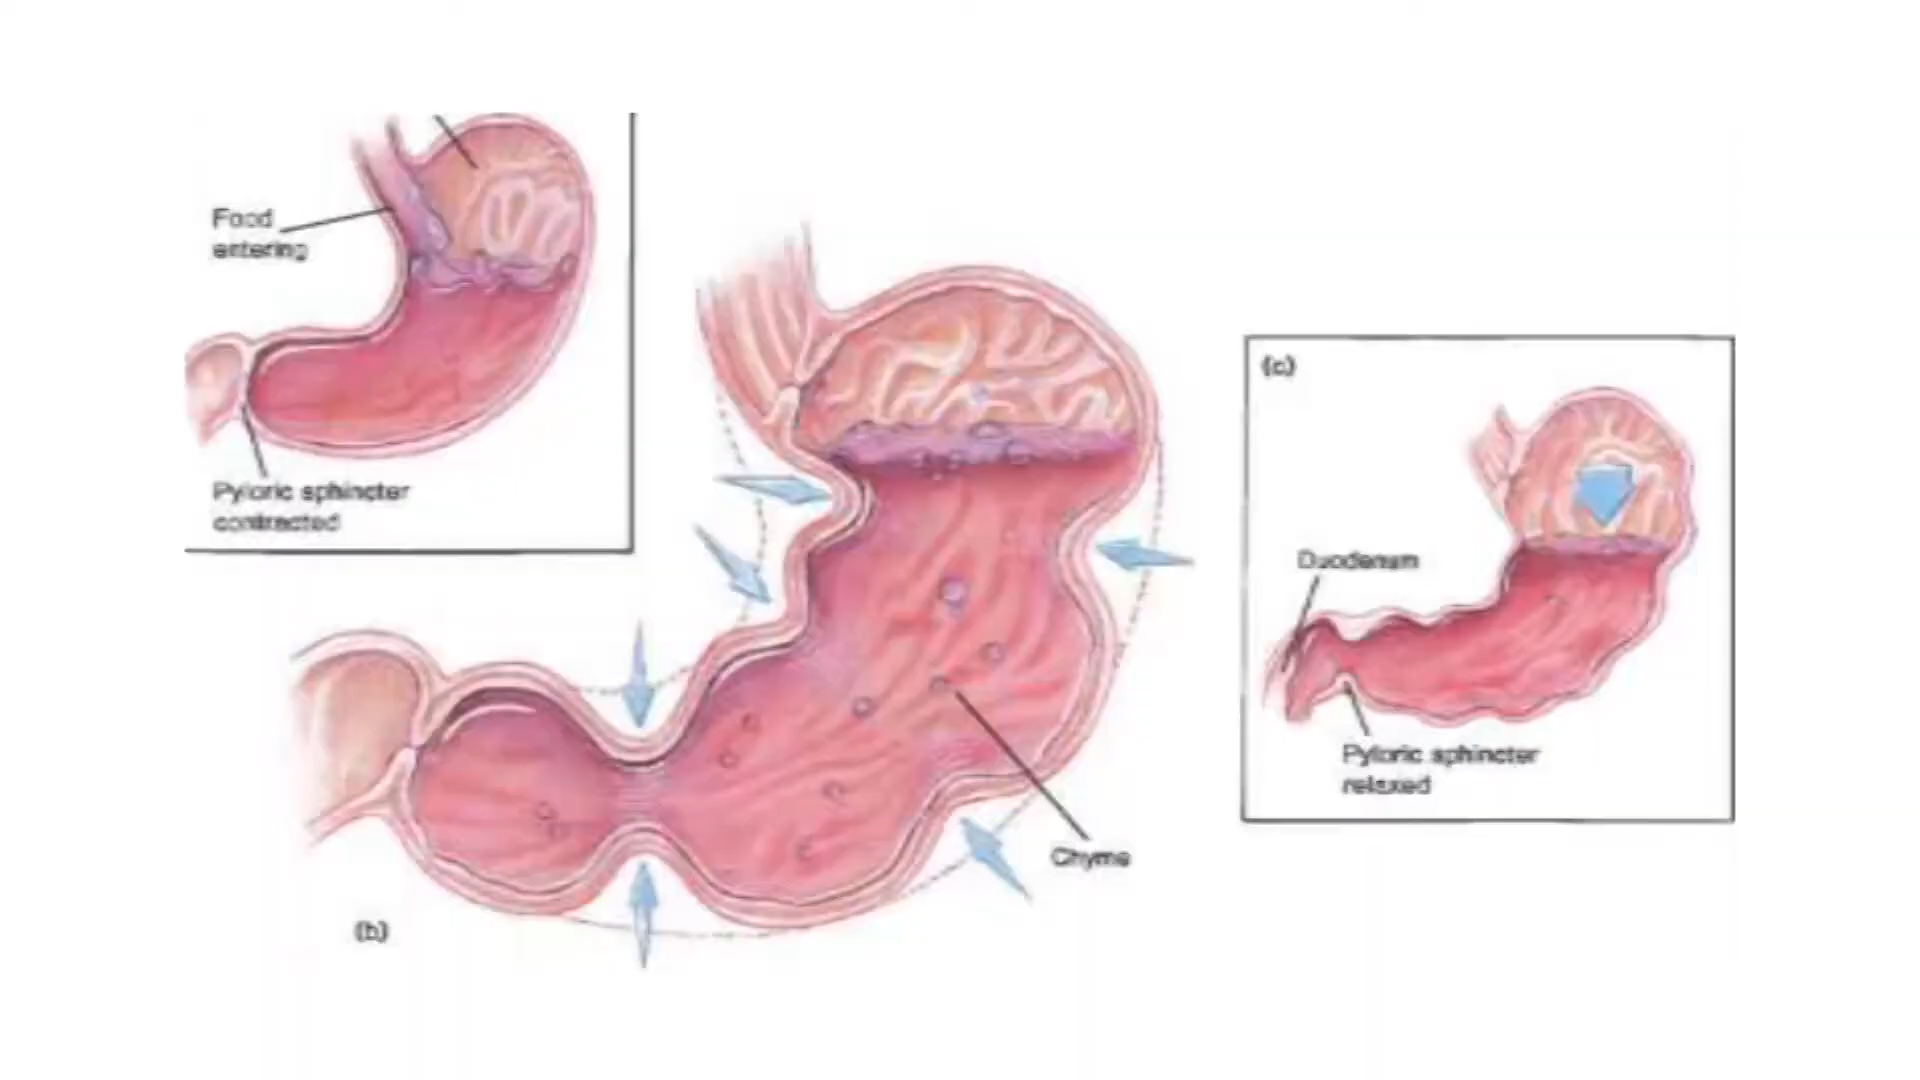 Food
entering
Pyloric sphincter
contracted
(b)
Chyme
(c)
Duodenum
Pyloric sphincter
relaxed